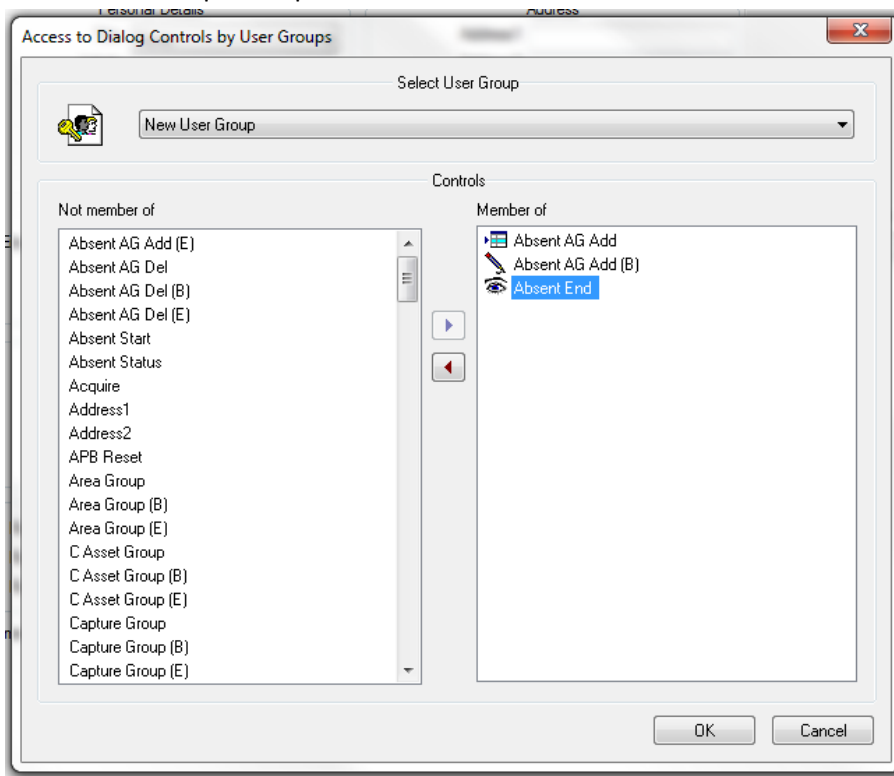 Personal Details
Address
Access to Dialog Controls by User Groups
Select User Group
New User Group
Controls
Not member of
Absent AG Add (E)
Absent AG Del
Absent AG Del (B)
Absent AG Del (E)
Absent Start
Absent Status
Acquire
Address1
Address2
APB Reset
Area Group
Area Group (B)
Area Group (E)
C Asset Group
C Asset Group (B)
C Asset Group (E)
Capture Group
Capture Group (B)
Capture Group (E)
Member of
Absent AG Add
Absent AG Add (B)
Absent End
OK
Cancel